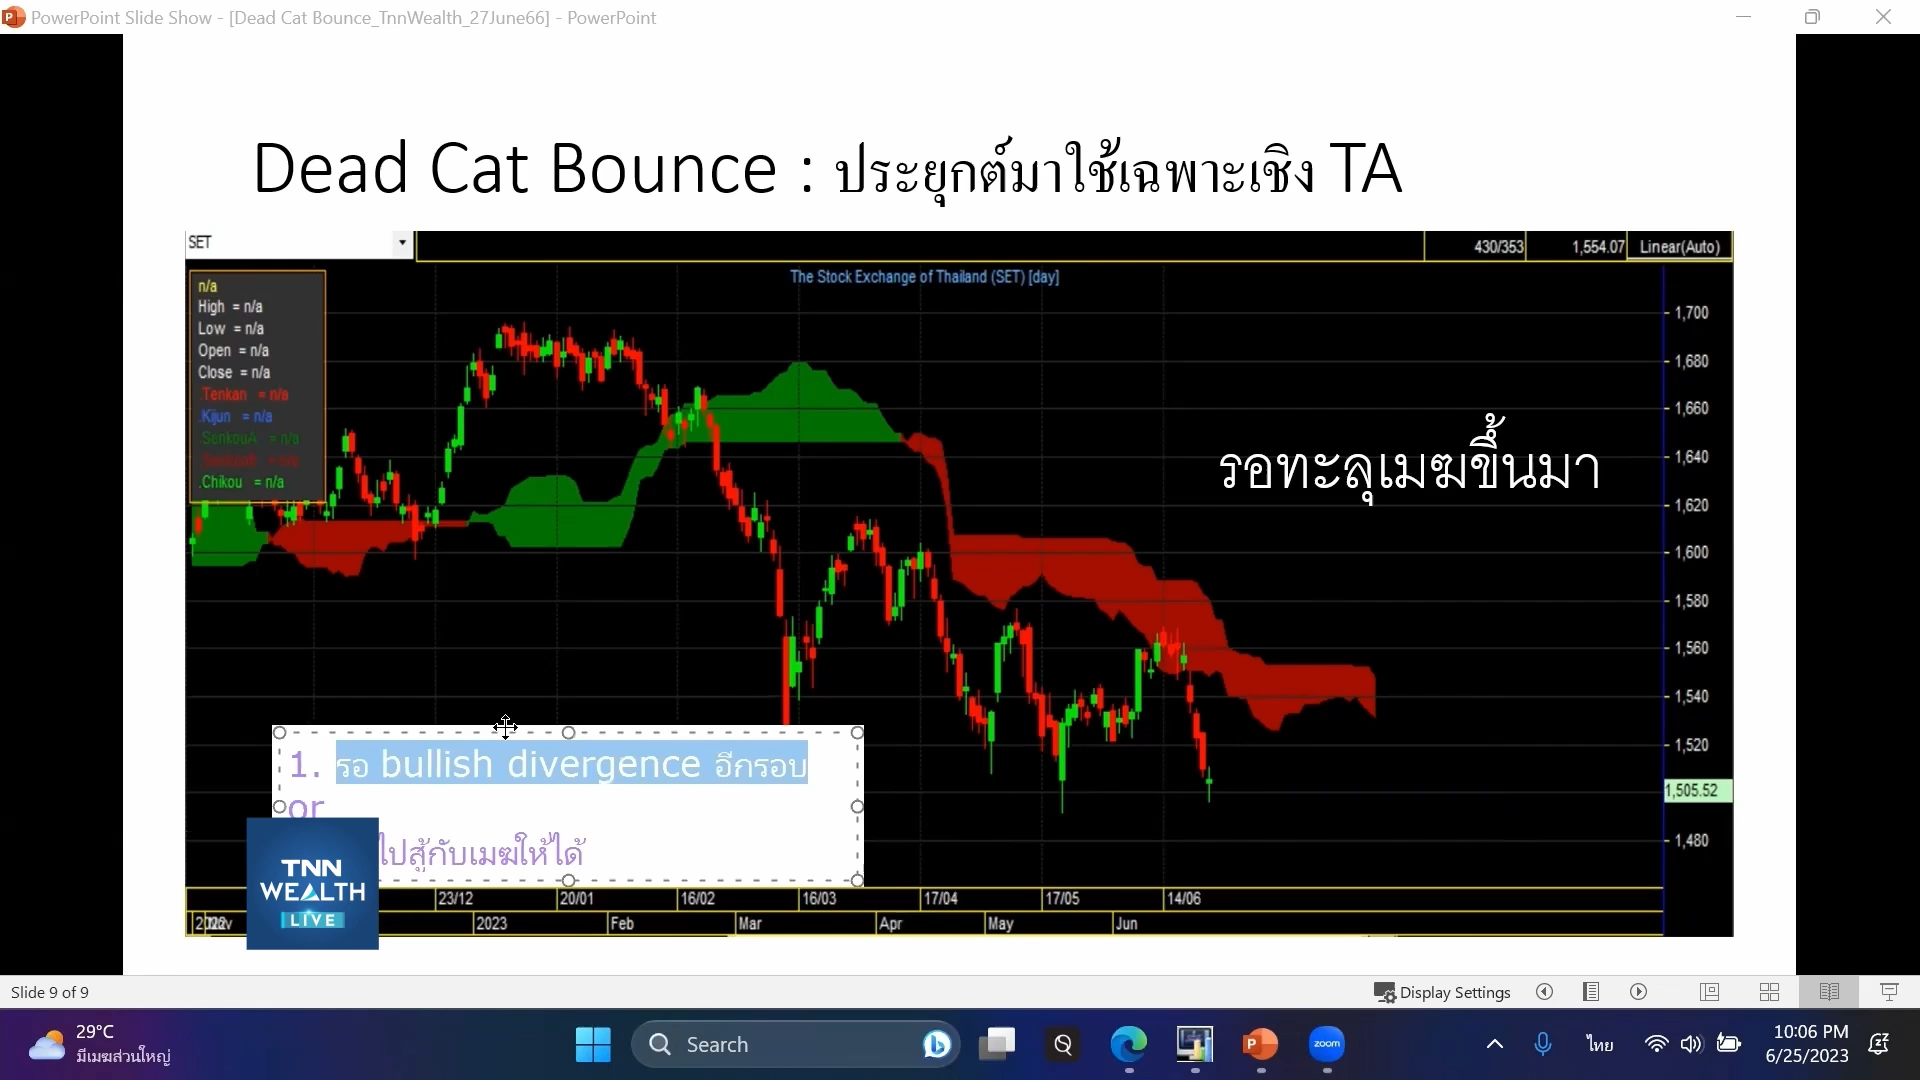 PowerPoint Slide Show - [Dead Cat Bounce_TnnWealth_27June66] - PowerPoint
Dead Cat Bounce : ประยุกต์มาใช้เฉพาะเชิง TA
SET
430/353
1,554.07
Linear(Auto)
The Stock Exchange of Thailand (SET) [day]
n/a
High = n/a
Low = n/a
Open = n/a
Close = n/a
.Tenkan = n/a
.Kijun = n/a
.SenkouA = n/a
.SenkouB = n/a
.Chikou = n/a
1,700
1,680
1,660
1,640
1,620
1,600
1,580
1,560
1,540
1,520
1,505.52
1,480
รอทะลุเมฆขึ้นมา
1. รอ bullish divergence อีกรอบ
or
ไปสู้กับเมฆให้ได้
TNN
WEALTH
LIVE
23/12
20/01
16/02
16/03
17/04
17/05
14/06
Nov
2023
Feb
Mar
Apr
May
Jun
Slide 9 of 9
Display Settings
29°C
มีเมฆส่วนใหญ่
Search
zoom
ไทย
10:06 PM
6/25/2023